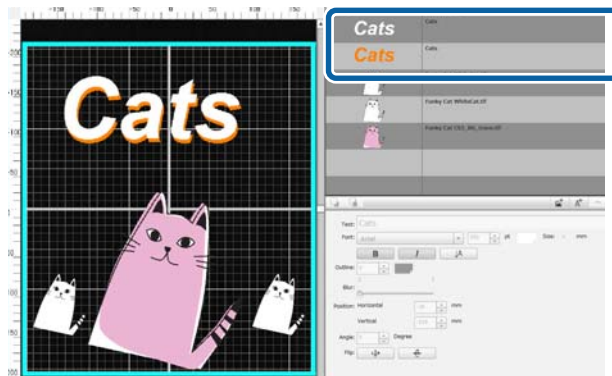 Cats
Cats
Cats
Cats
Cats
Funky Cat WhiteCat.tif
Text: Cats
Font: Arial
pt
Size:
mm
B
I
A
Outline:
Blur:
Position: Horizontal
mm
Vertical
mm
Angle:
Degree
Flip: